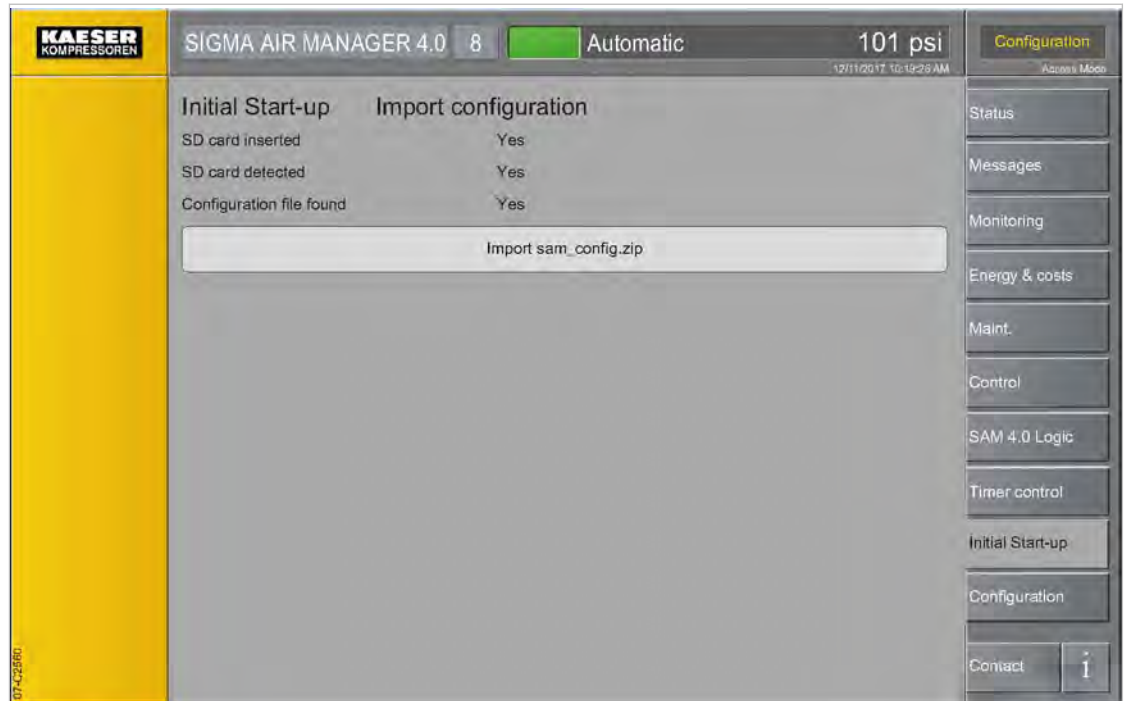 KAESER
KOMPRESSOREN
SIGMA AIR MANAGER 4.0 8 Automatic 101 psi
12/11/2017 10:19:26 AM
Configuration
Access Mode
Initial Start-up Import configuration
SD card inserted Yes
SD card detected Yes
Configuration file found Yes
Import sam_config.zip
Status
Messages
Monitoring
Energy & costs
Maint.
Control
SAM 4.0 Logic
Timer control
Initial Start-up
Configuration
Contact i
07-C2560